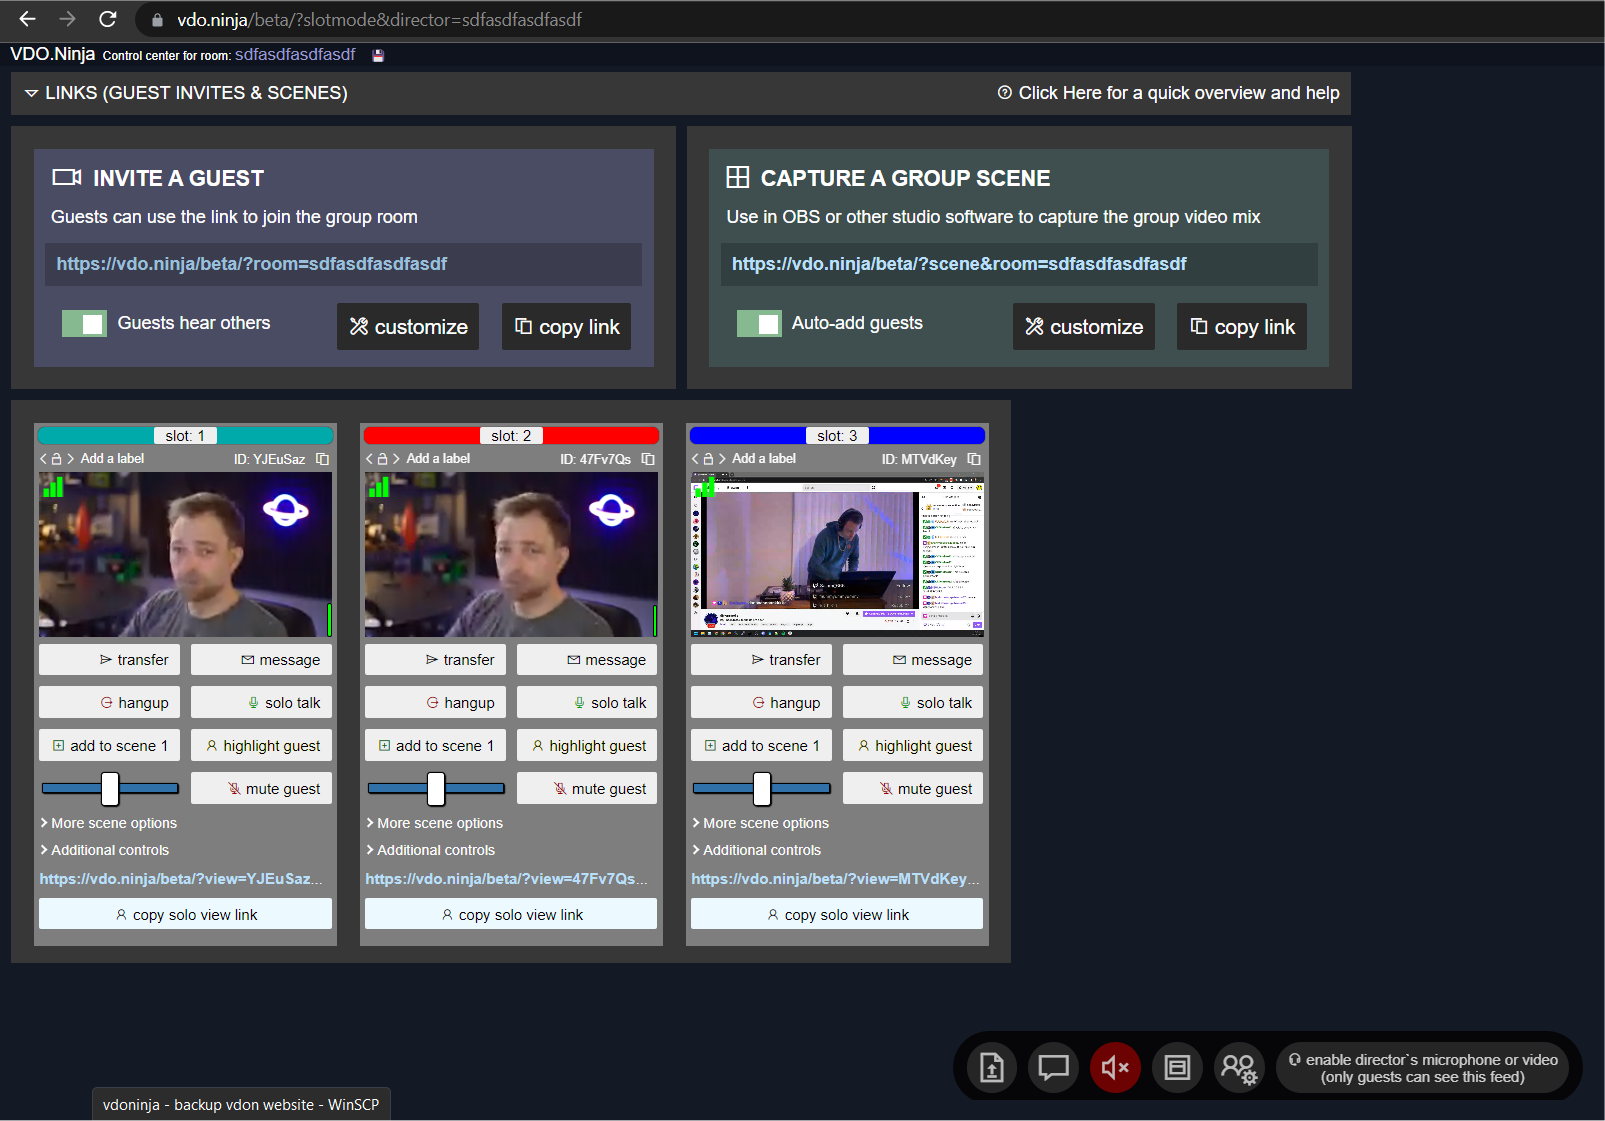 vdo.ninja/beta/?slotmode&director=sdfasdfasdfasdf
VDO.Ninja Control center for room: sdfasdfasdfasdf
LINKS (GUEST INVITES & SCENES)
Click Here for a quick overview and help
INVITE A GUEST
Guests can use the link to join the group room
https://vdo.ninja/beta/?room=sdfasdfasdfasdf
Guests hear others
customize
copy link
CAPTURE A GROUP SCENE
Use in OBS or other studio software to capture the group video mix
https://vdo.ninja/beta/?scene&room=sdfasdfasdfasdf
Auto-add guests
customize
copy link
slot: 1
Add a label ID: YJEuSaz
transfer message
hangup solo talk
add to scene 1 highlight guest
mute guest
More scene options
Additional controls
https://vdo.ninja/beta/?view=YJEuSaz...
copy solo view link
slot: 2
Add a label ID: 47Fv7Qs
transfer message
hangup solo talk
add to scene 1 highlight guest
mute guest
More scene options
Additional controls
https://vdo.ninja/beta/?view=47Fv7Qs...
copy solo view link
slot: 3
Add a label ID: MTVdKey
transfer message
hangup solo talk
add to scene 1 highlight guest
mute guest
More scene options
Additional controls
https://vdo.ninja/beta/?view=MTVdKey...
copy solo view link
enable director`s microphone or video
(only guests can see this feed)
vdoninja - backup vdon website - WinSCP